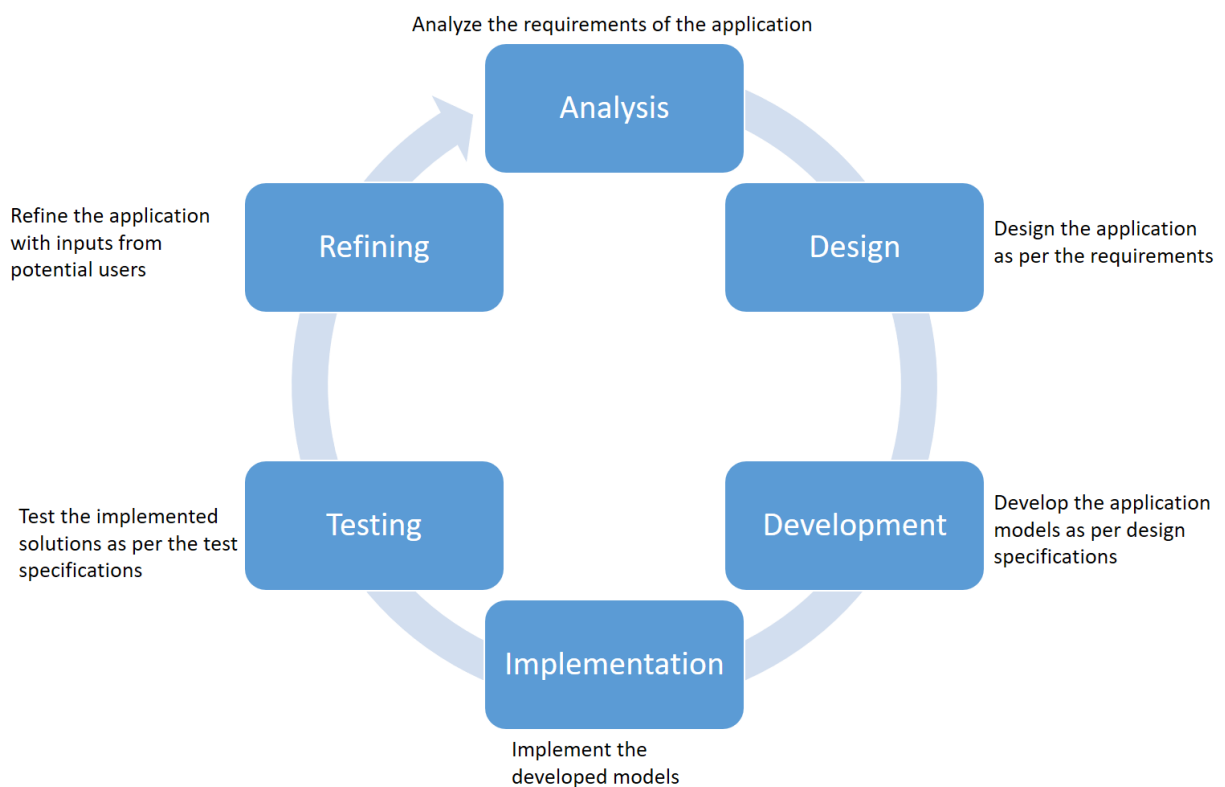 Analyze the requirements of the application
Analysis
Design
Design the application
as per the requirements
Development
Develop the application
models as per design
specifications
Implementation
Implement the
developed models
Testing
Test the implemented
solutions as per the test
specifications
Refining
Refine the application
with inputs from
potential users